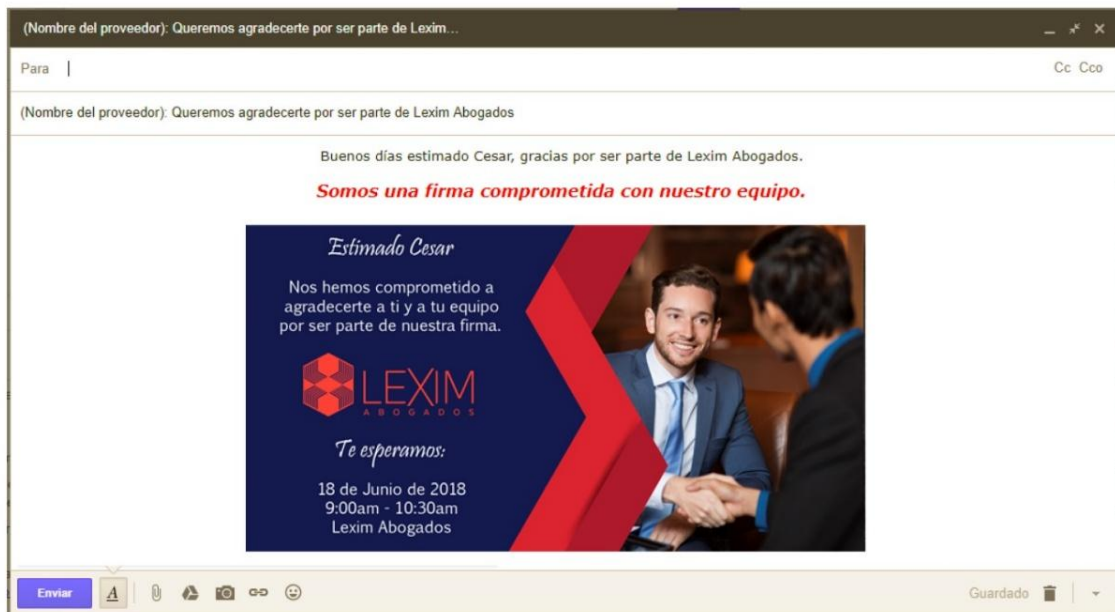 (Nombre del proveedor): Queremos agradecerte por ser parte de Lexim...
Para
Cc Cco
(Nombre del proveedor): Queremos agradecerte por ser parte de Lexim Abogados
Buenos días estimado Cesar, gracias por ser parte de Lexim Abogados.
Somos una firma comprometida con nuestro equipo.
Estimado Cesar
Nos hemos comprometido a
agradecerte a ti y a tu equipo
por ser parte de nuestra firma.
LEXIM
ABOGADOS
Te esperamos:
18 de Junio de 2018
9:00am - 10:30am
Lexim Abogados
Enviar
A
Guardado